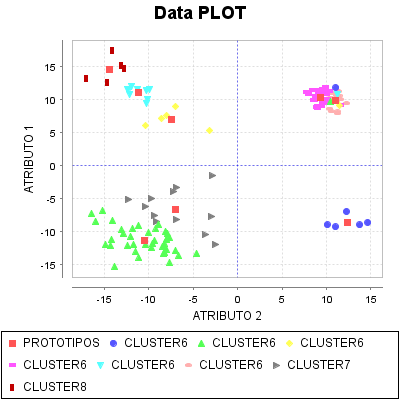 Data PLOT
ATRIBUTO 1
15
10
5
0
-5
-10
-15
-15
-10
-5
0
5
10
15
ATRIBUTO 2
PROTOTIPOS CLUSTER6 CLUSTER6 CLUSTER6
CLUSTER6 CLUSTER6 CLUSTER6 CLUSTER7
CLUSTER8